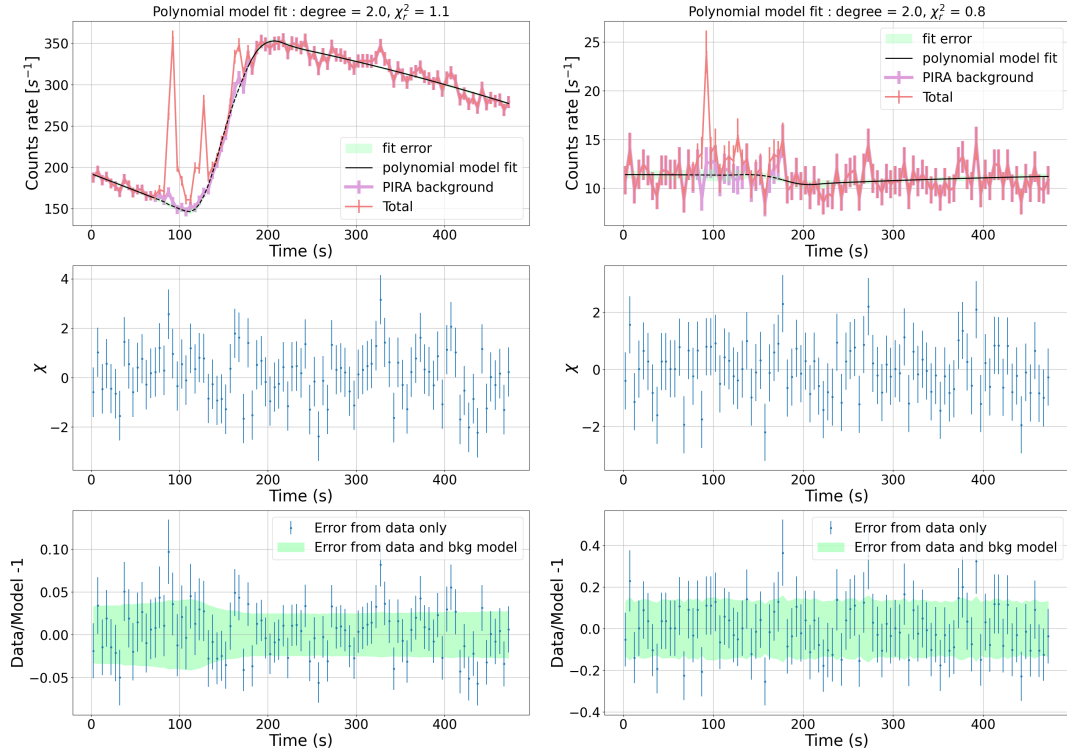 Polynomial model fit : degree = 2.0, χ_r^2 = 1.1
Counts rate [s^{-1}]
350
300
250
200
150
fit error
polynomial model fit
PIRA background
Total
0 100 200 300 400
Time (s)
Polynomial model fit : degree = 2.0, χ_r^2 = 0.8
Counts rate [s^{-1}]
25
20
15
10
fit error
polynomial model fit
PIRA background
Total
0 100 200 300 400
Time (s)
χ
4
2
0
−2
0 100 200 300 400
Time (s)
χ
2
0
−2
0 100 200 300 400
Time (s)
Data/Model -1
0.10
0.05
0.00
−0.05
Error from data only
Error from data and bkg model
0 100 200 300 400
Time (s)
Data/Model -1
0.4
0.2
0.0
−0.2
−0.4
Error from data only
Error from data and bkg model
0 100 200 300 400
Time (s)